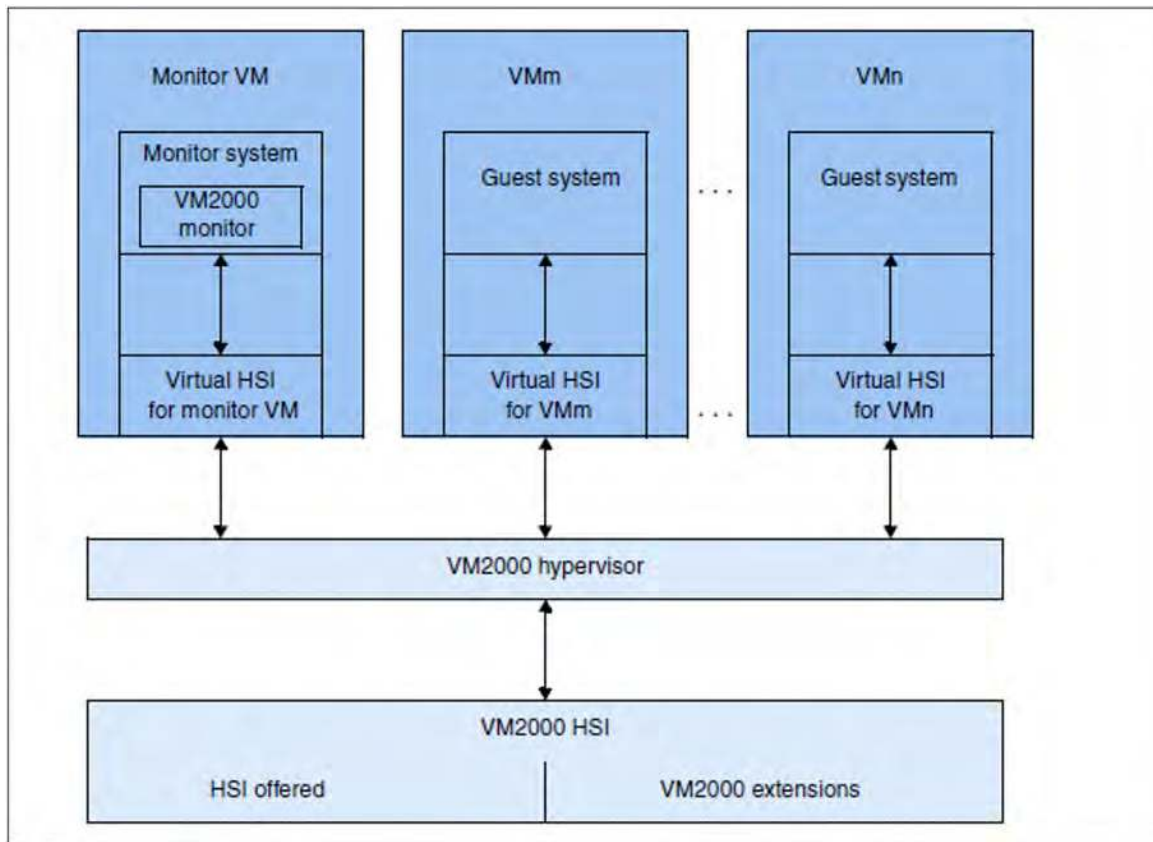 Monitor VM
VMm
VMn
Monitor system
VM2000
monitor
Guest system
. . .
Guest system
Virtual HSI
for monitor VM
Virtual HSI
for VMm
. . .
Virtual HSI
for VMn
VM2000 hypervisor
VM2000 HSI
HSI offered
VM2000 extensions